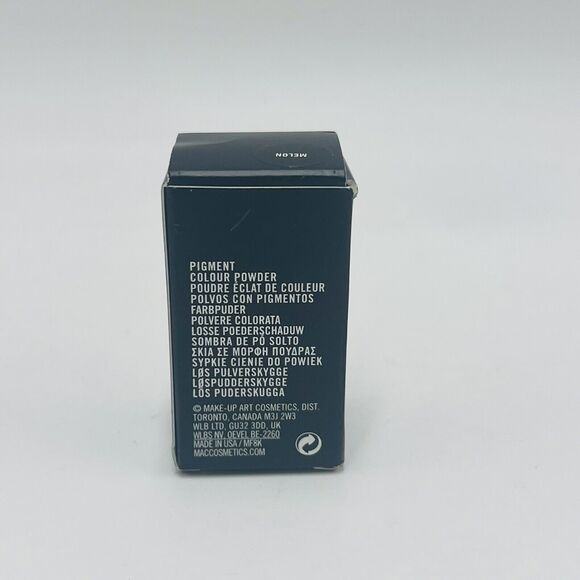 MELON
PIGMENT
COLOUR POWDER
POUDRE ÉCLAT DE COULEUR
POLVOS CON PIGMENTOS
FARBPUDER
POLVERE COLORATA
LOSSE POEDERSCHADUW
SOMBRA DE PÓ SOLTO
ΣΚΙΑ ΣΕ ΜΟΡΦΗ ΠΟΥΔΡΑΣ
SYPKIE CIENIE DO POWIEK
LØS PULVERSKYGGE
LØSPUDDERSKYGGE
LÖS PUDERSKUGGA
© MAKE-UP ART COSMETICS, DIST.
TORONTO, CANADA M3J 2W3
WLB LTD, GU32 3DD, UK
WLBS NV. OEVEL BE-2260
MADE IN USA / MF8K
MACCOSMETICS.COM